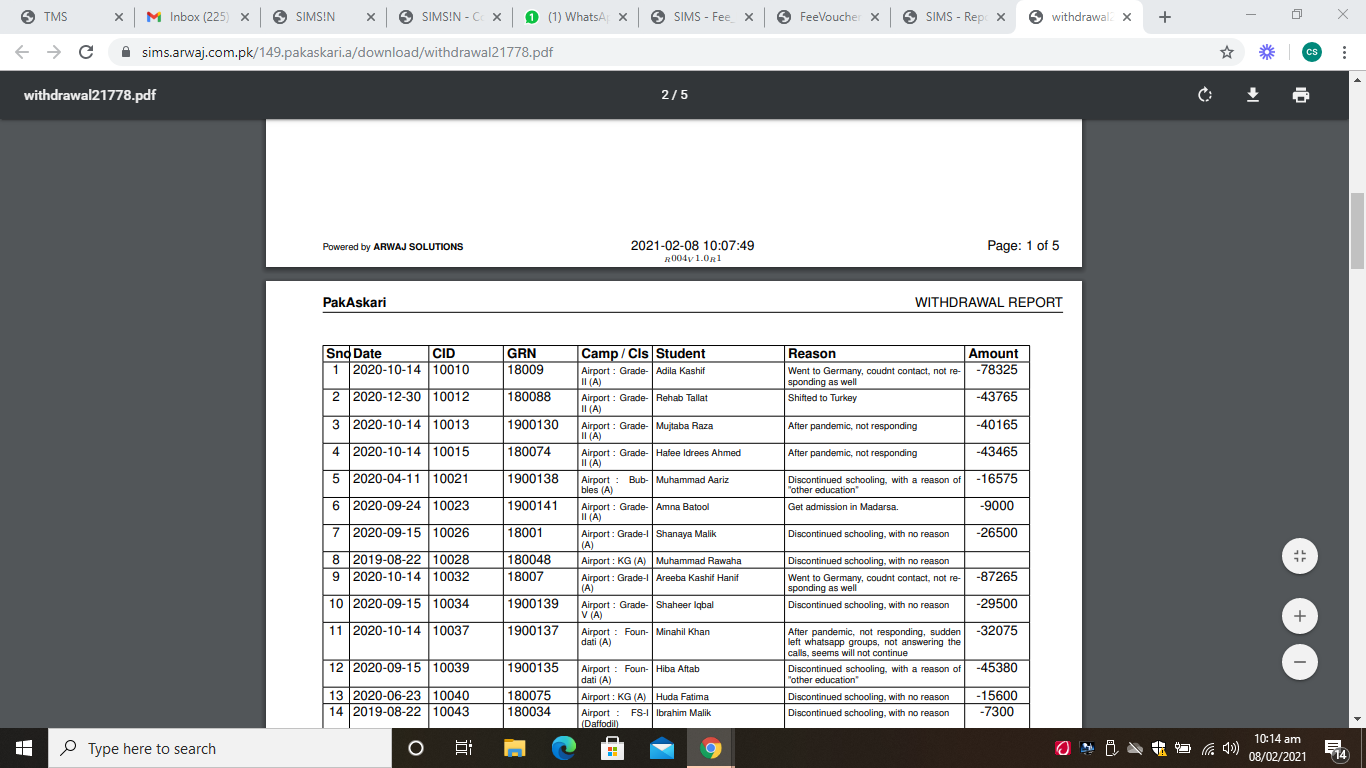 TMS
Inbox (225)
SIMS!N
SIMS!N - C
(1) WhatsA
SIMS - Fee_
FeeVoucher
SIMS - Rep
withdrawal2
sims.arwaj.com.pk/149.pakaskari.a/download/withdrawal21778.pdf
CS
withdrawal21778.pdf
2 / 5
Powered by ARWAJ SOLUTIONS
2021-02-08 10:07:49
Page: 1 of 5
R004V1.0R1
PakAskari
WITHDRAWAL REPORT
Sno Date CID GRN Camp / Cls Student Reason Amount
1 2020-10-14 10010 18009 Airport : Grade- Adila Kashif Went to Germany, coudnt contact, not re- -78325
II (A) sponding as well
2 2020-12-30 10012 180088 Airport : Grade- Rehab Tallat Shifted to Turkey -43765
II (A)
3 2020-10-14 10013 1900130 Airport : Grade- Mujtaba Raza After pandemic, not responding -40165
II (A)
4 2020-10-14 10015 180074 Airport : Grade- Hafee Idrees Ahmed After pandemic, not responding -43465
II (A)
5 2020-04-11 10021 1900138 Airport : Bub- Muhammad Aariz Discontinued schooling, with a reason of -16575
bles (A) "other education"
6 2020-09-24 10023 1900141 Airport : Grade- Amna Batool Get admission in Madarsa. -9000
II (A)
7 2020-09-15 10026 18001 Airport : Grade-I Shanaya Malik Discontinued schooling, with no reason -26500
(A)
8 2019-08-22 10028 180048 Airport : KG (A) Muhammad Rawaha Discontinued schooling, with no reason
9 2020-10-14 10032 18007 Airport : Grade-I Areeba Kashif Hanif Went to Germany, coudnt contact, not re- -87265
(A) sponding as well
10 2020-09-15 10034 1900139 Airport : Grade- Shaheer Iqbal Discontinued schooling, with no reason -29500
V (A)
11 2020-10-14 10037 1900137 Airport : Foun- Minahil Khan After pandemic, not responding, sudden -32075
dati (A) left whatsapp groups, not answering the
calls, seems will not continue
12 2020-09-15 10039 1900135 Airport : Foun- Hiba Aftab Discontinued schooling, with a reason of -45380
dati (A) "other education"
13 2020-06-23 10040 180075 Airport : KG (A) Huda Fatima Discontinued schooling, with no reason -15600
14 2019-08-22 10043 180034 Airport : FS-I Ibrahim Malik Discontinued schooling, with no reason -7300
(Daffodil)
Type here to search
10:14 am
08/02/2021
14